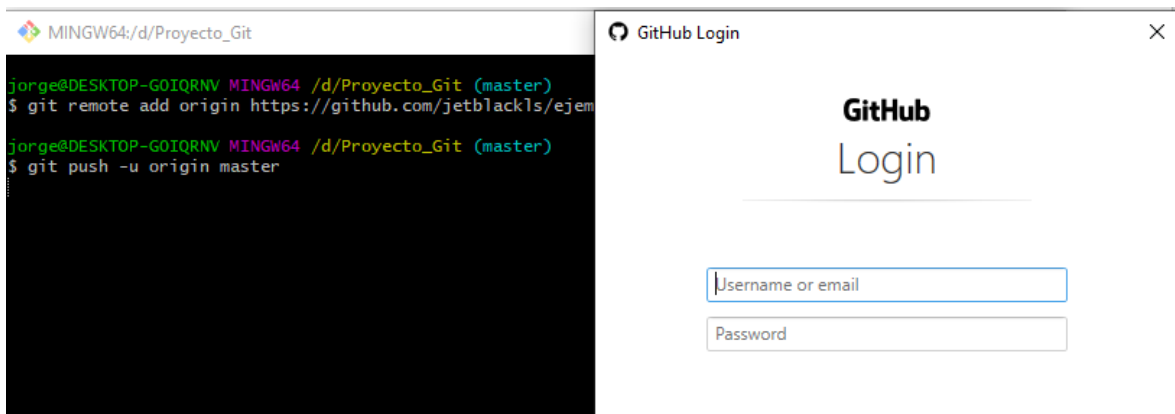 MINGW64:/d/Proyecto_Git
jorge@DESKTOP-GOIQRNV MINGW64 /d/Proyecto_Git (master)
$ git remote add origin https://github.com/jetblackls/ejem
jorge@DESKTOP-GOIQRNV MINGW64 /d/Proyecto_Git (master)
$ git push -u origin master
GitHub Login
GitHub
Login
Username or email
Password